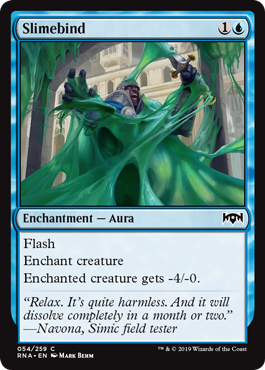 Slimebind 1
Enchantment — Aura
Flash
Enchant creature
Enchanted creature gets -4/-0.
“Relax. It’s quite harmless. And it will
dissolve completely in a month or two.”
—Navona, Simic field tester
054/259 C
RNA • EN Mark Behm
™ & © 2019 Wizards of the Coast